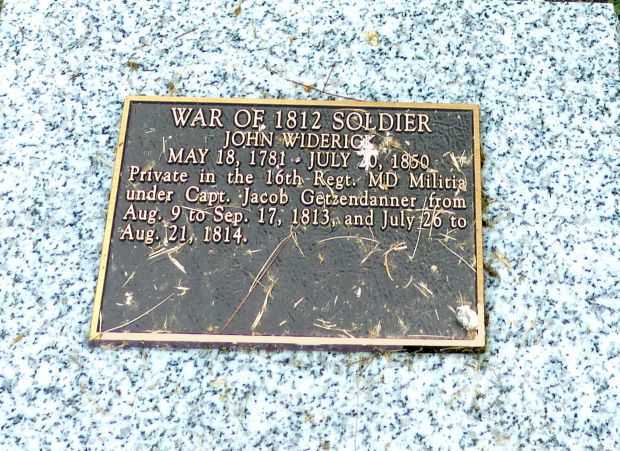 WAR OF 1812 SOLDIER
JOHN WIDERICK
MAY 18, 1781 - JULY 1850
Private in the 16th Regt. MD Militia
under Capt. Jacob Getzendanner from
Aug. 9 to Sep. 17, 1813, and July 26 to
Aug. 21, 1814.